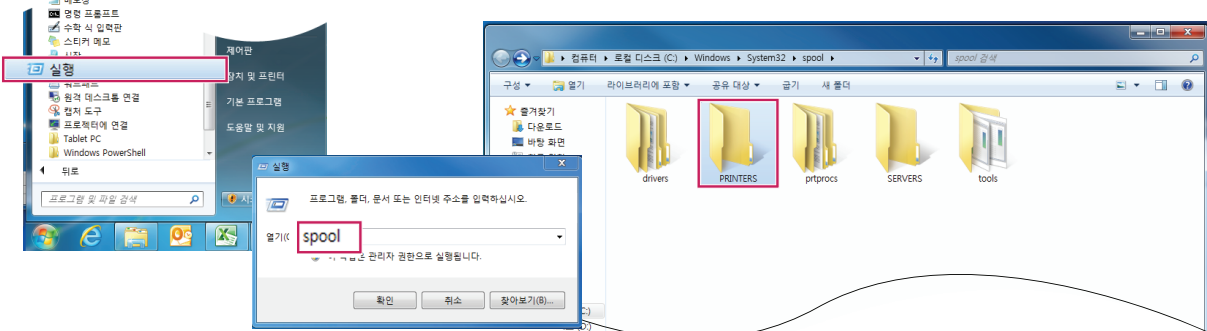 명령 프롬프트
수학 식 입력판
스티커 메모
실행
원격 데스크톱 연결
캡처 도구
프로젝터에 연결
Tablet PC
Windows PowerShell
뒤로
프로그램 및 파일 검색
제어판
장치 및 프린터
기본 프로그램
도움말 및 지원
실행
프로그램, 폴더, 문서 또는 인터넷 주소를 입력하십시오.
열기(
spool
관리자 권한으로 실행됩니다.
확인
취소
찾아보기(B)...
컴퓨터 ▸ 로컬 디스크 (C:) ▸ Windows ▸ System32 ▸ spool ▸
spool 검색
구성 ▼
열기
라이브러리에 포함 ▼
공유 대상 ▼
굽기
새 폴더
즐겨찾기
다운로드
바탕 화면
drivers
PRINTERS
prtprocs
SERVERS
tools